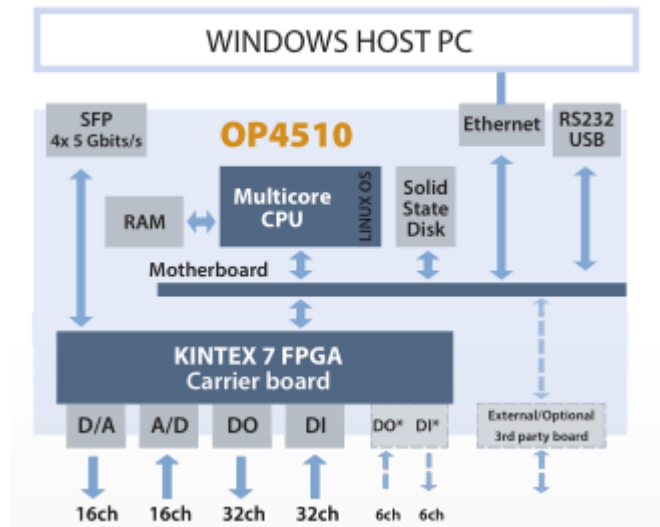 WINDOWS HOST PC
SFP
4x 5 Gbits/s
OP4510
Ethernet
RS232
USB
RAM
Multicore
CPU
LINUX OS
Solid
State
Disk
Motherboard
KINTEX 7 FPGA
Carrier board
D/A
A/D
DO
DI
DO*
DI*
External/Optional
3rd party board
16ch
16ch
32ch
32ch
6ch
6ch